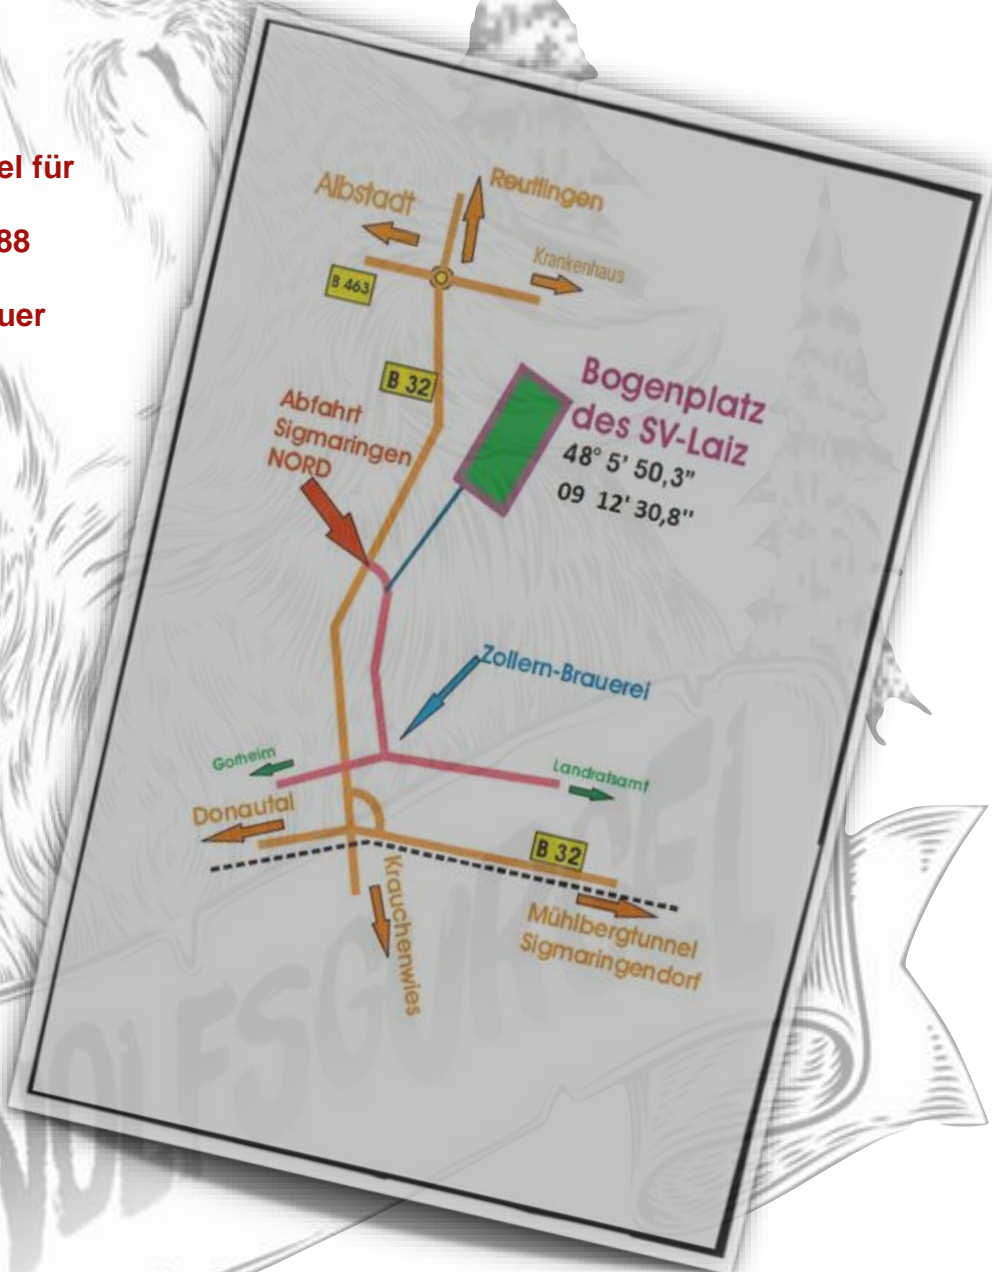 el für
88
uer
Albstadt
Reutlingen
Krankenhaus
B 463
B 32
Abfahrt
Sigmaringen
NORD
Bogenplatz
des SV-Laiz
48° 5' 50,3"
09 12' 30,8"
Zollern-Brauerei
Gorheim
Landratsamt
Donautal
B 32
Krauchenwies
Mühlbergtunnel
Sigmaringendorf
WOLFSGURGEL